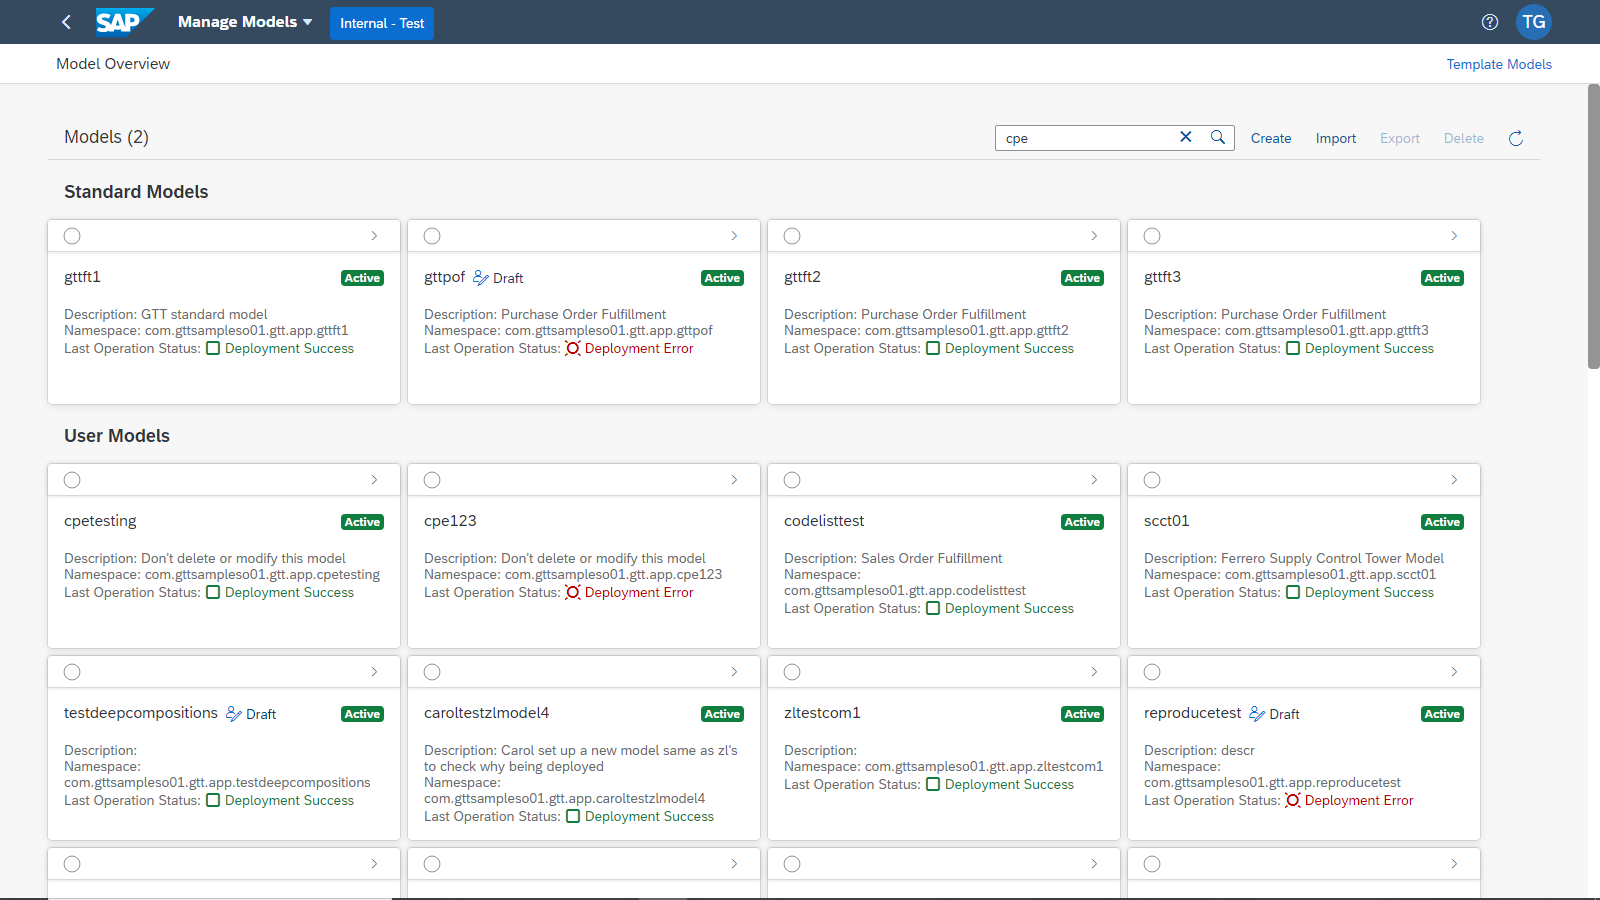 SAP Manage Models Internal - Test TG
Model Overview Template Models
Models (2) cpe Create Import Export Delete
Standard Models
gttft1 Active
Description: GTT standard model
Namespace: com.gttsampleso01.gtt.app.gttft1
Last Operation Status: Deployment Success
gttpof Draft Active
Description: Purchase Order Fulfillment
Namespace: com.gttsampleso01.gtt.app.gttpof
Last Operation Status: Deployment Error
gttft2 Active
Description: Purchase Order Fulfillment
Namespace: com.gttsampleso01.gtt.app.gttft2
Last Operation Status: Deployment Success
gttft3 Active
Description: Purchase Order Fulfillment
Namespace: com.gttsampleso01.gtt.app.gttft3
Last Operation Status: Deployment Success
User Models
cpetesting Active
Description: Don't delete or modify this model
Namespace: com.gttsampleso01.gtt.app.cpetesting
Last Operation Status: Deployment Success
cpe123
Description: Don't delete or modify this model
Namespace: com.gttsampleso01.gtt.app.cpe123
Last Operation Status: Deployment Error
codelisttest Active
Description: Sales Order Fulfillment
Namespace:
com.gttsampleso01.gtt.app.codelisttest
Last Operation Status: Deployment Success
scct01 Active
Description: Ferrero Supply Control Tower Model
Namespace: com.gttsampleso01.gtt.app.scct01
Last Operation Status: Deployment Success
testdeepcompositions Draft Active
Description:
Namespace:
com.gttsampleso01.gtt.app.testdeepcompositions
Last Operation Status: Deployment Success
caroltestzlmodel4 Active
Description: Carol set up a new model same as zl's
to check why being deployed
Namespace:
com.gttsampleso01.gtt.app.caroltestzlmodel4
Last Operation Status: Deployment Success
zltestcom1 Active
Description:
Namespace: com.gttsampleso01.gtt.app.zltestcom1
Last Operation Status: Deployment Success
reproducetest Draft Active
Description: descr
Namespace:
com.gttsampleso01.gtt.app.reproducetest
Last Operation Status: Deployment Error